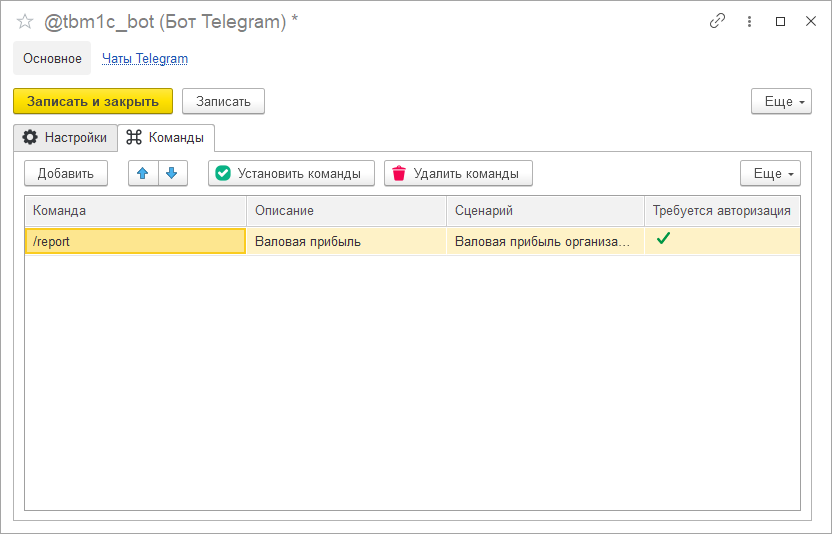 @tbm1c_bot (Бот Telegram) *
Основное Чаты Telegram
Записать и закрыть Записать Еще
Настройки Команды
Добавить Установить команды Удалить команды Еще
Команда Описание Сценарий Требуется авторизация
/report Валовая прибыль Валовая прибыль организа...